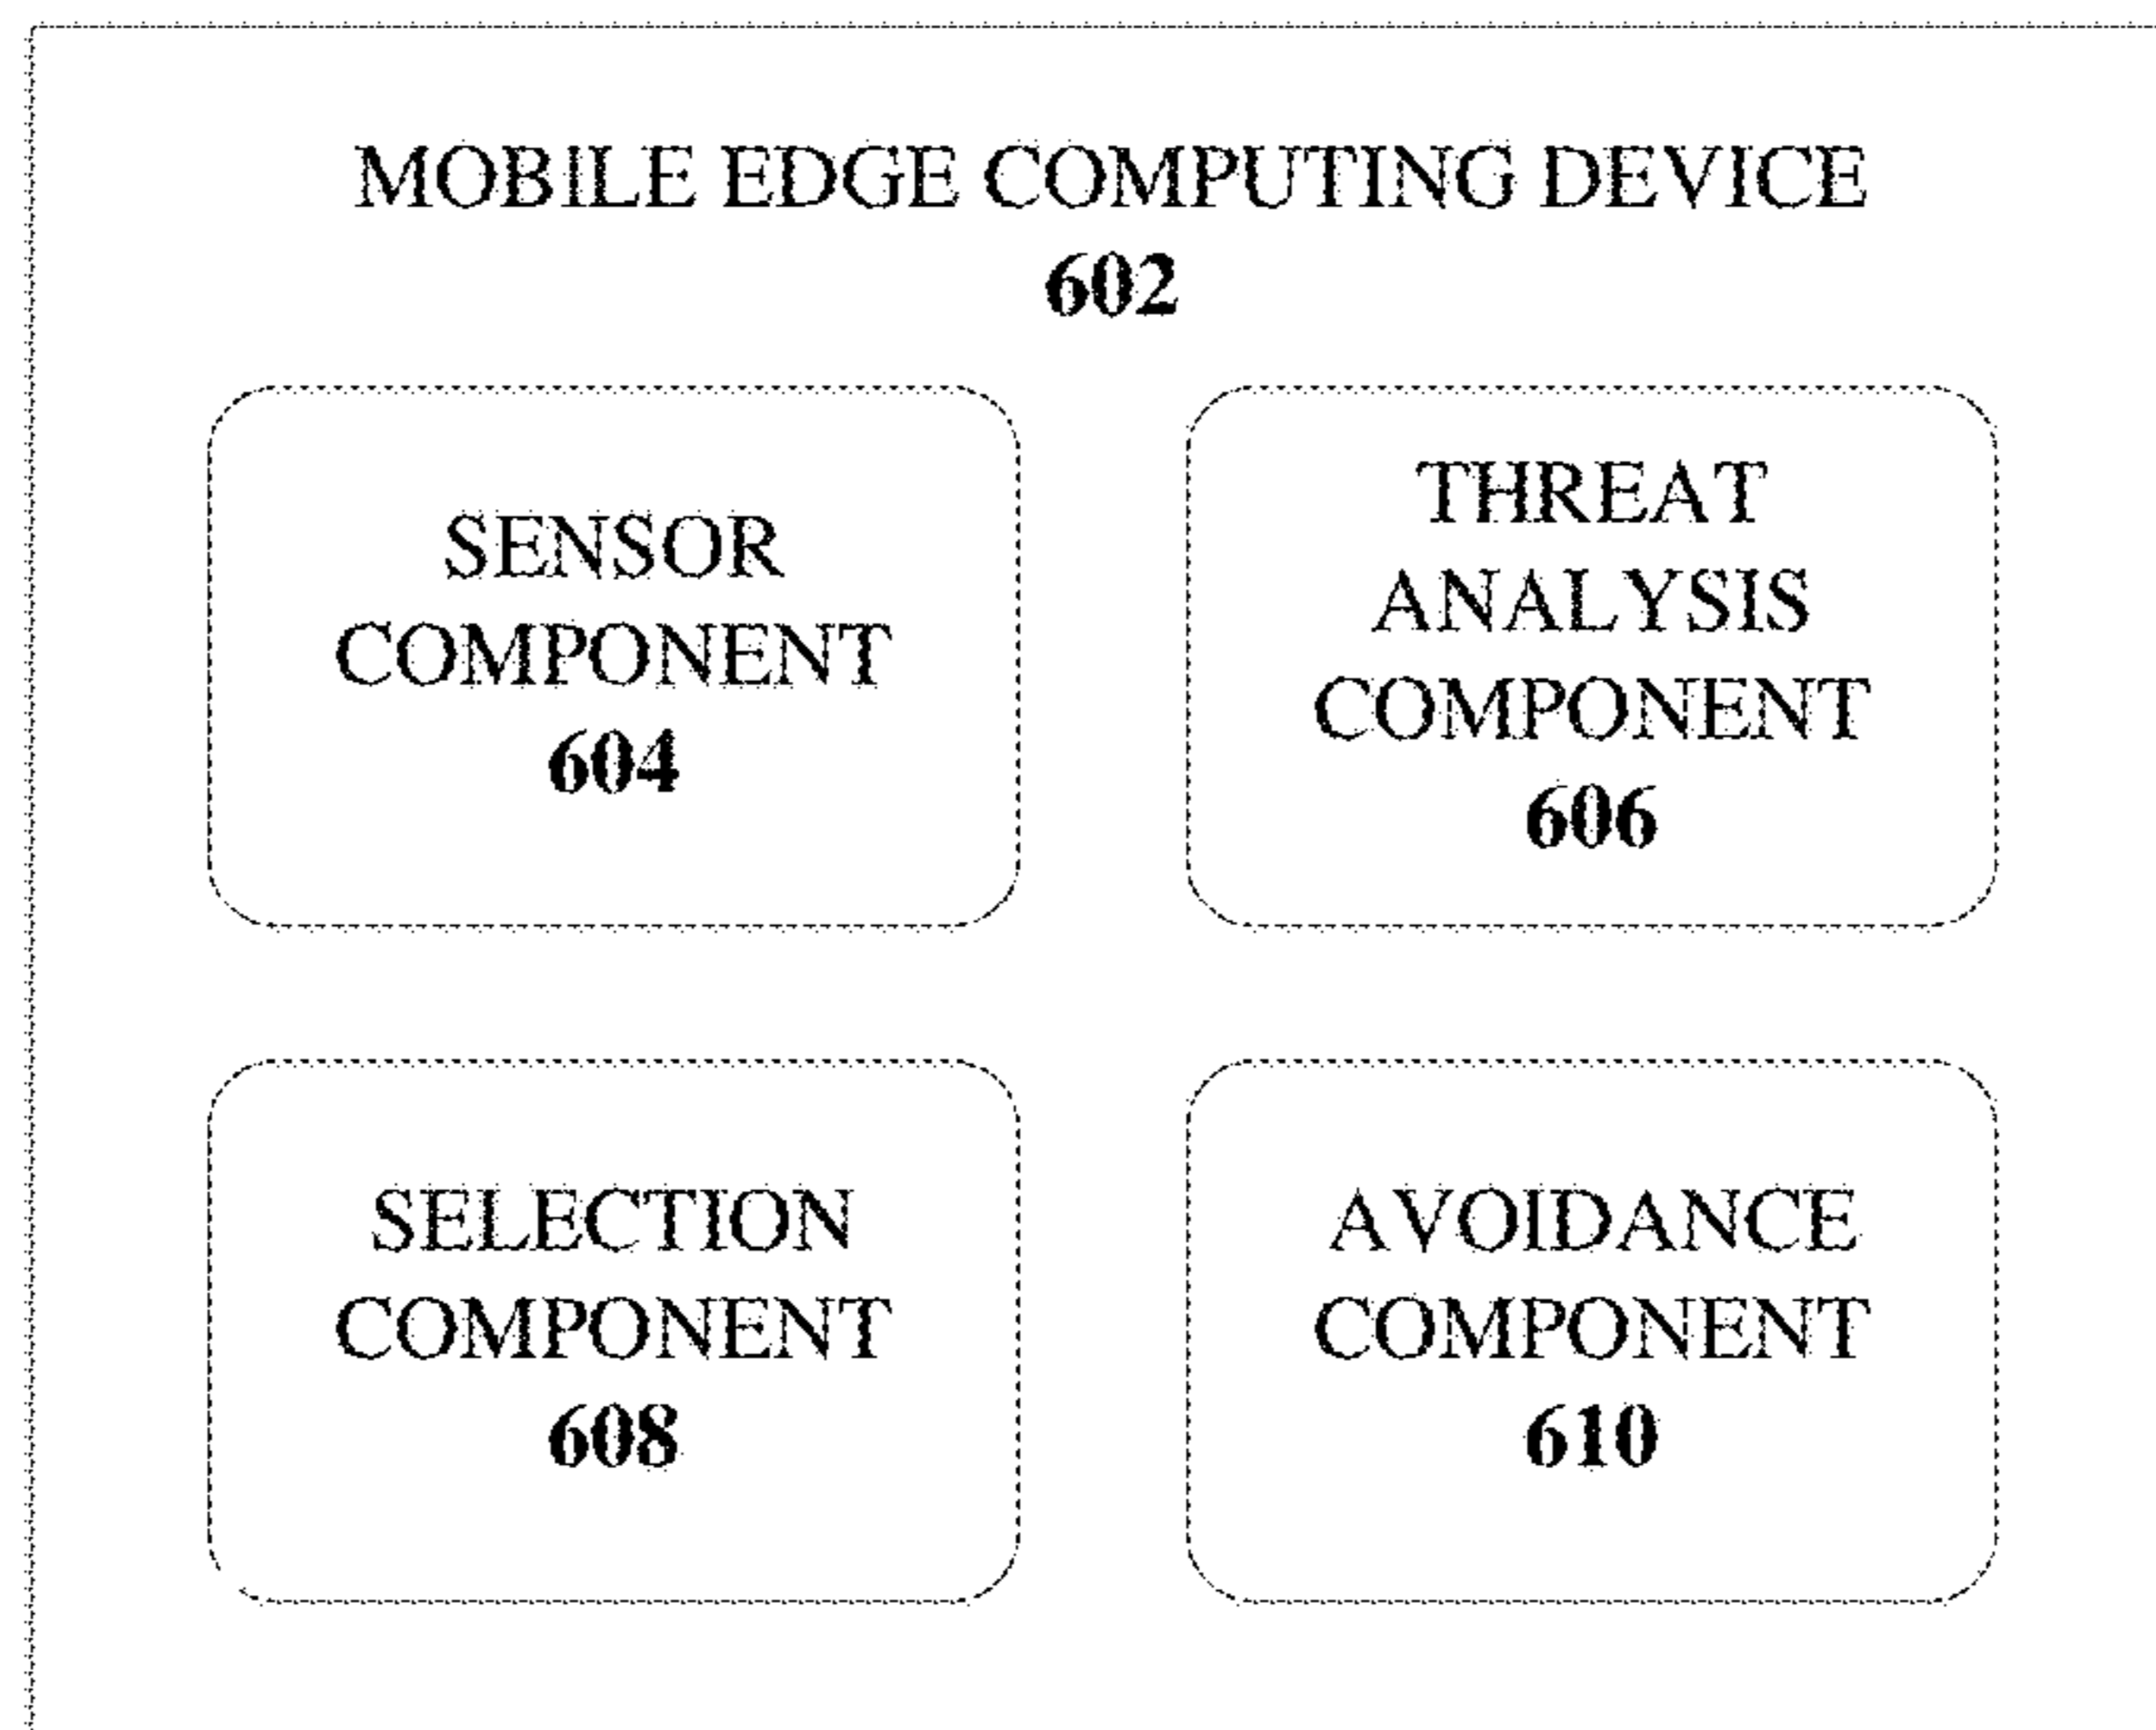 MOBILE EDGE COMPUTING DEVICE
602
SENSOR
COMPONENT
604
THREAT
ANALYSIS
COMPONENT
606
SELECTION
COMPONENT
608
AVOIDANCE
COMPONENT
610